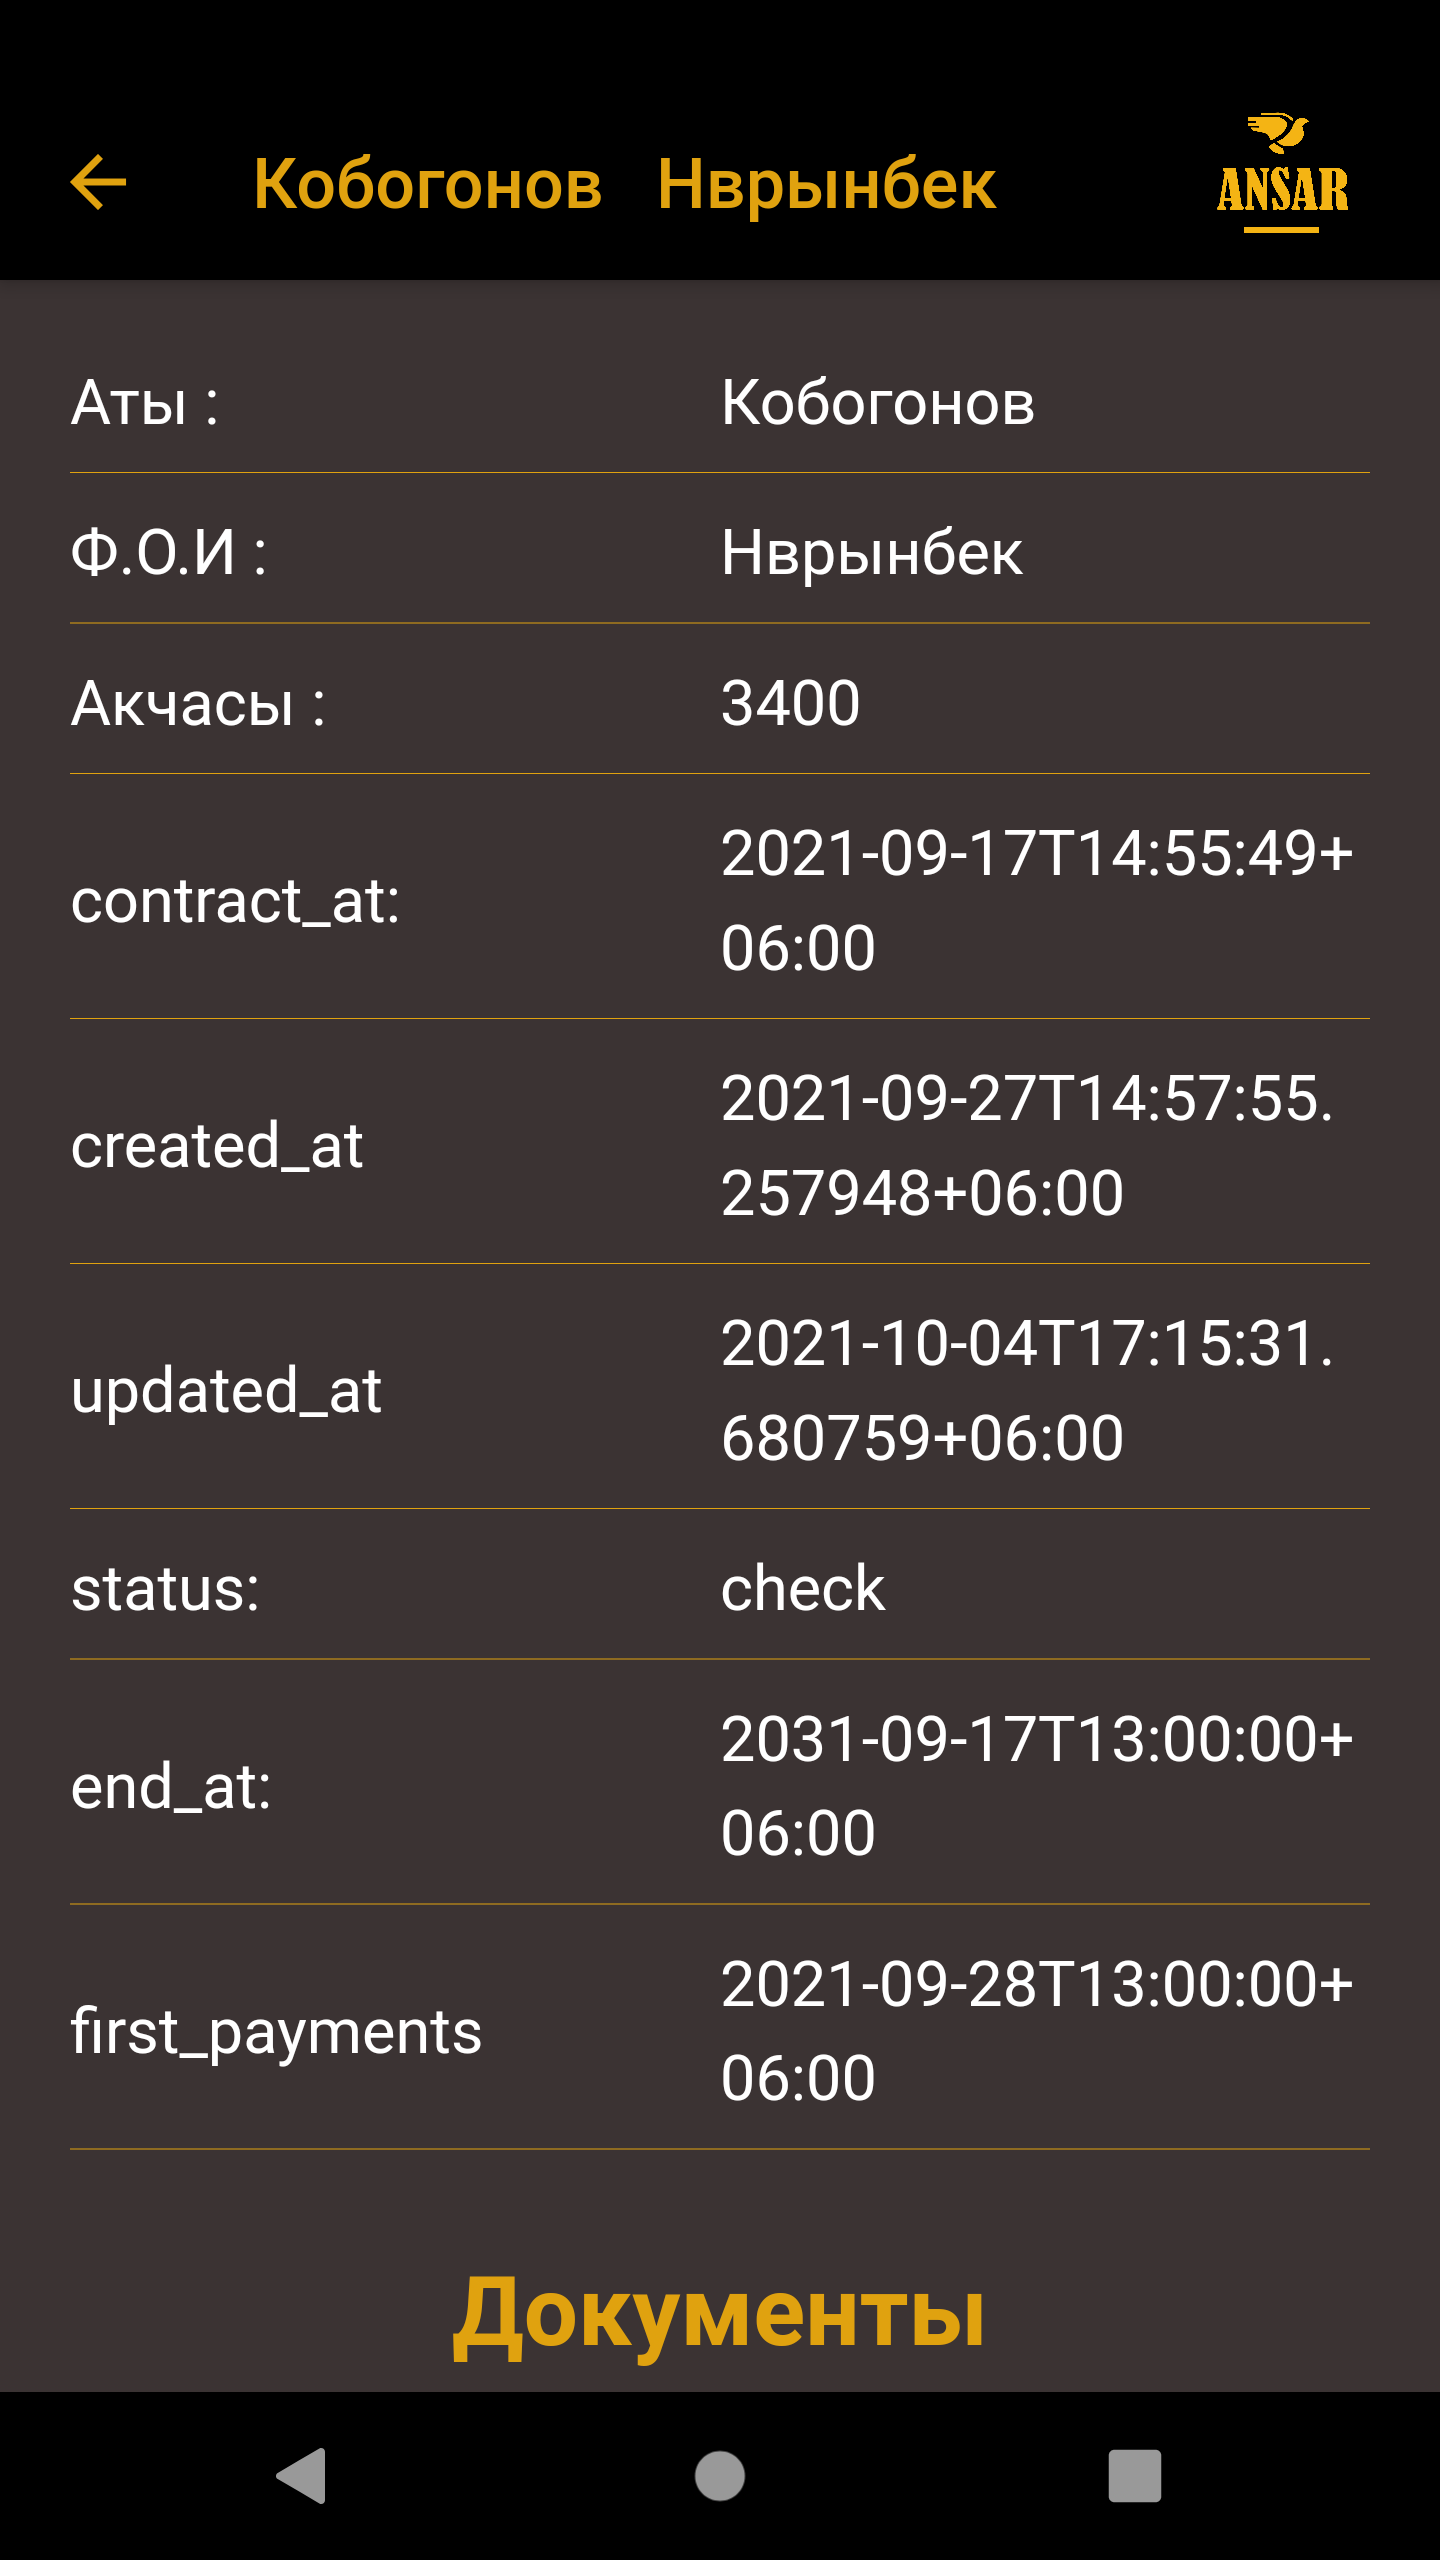 Кобогонов Нврынбек
ANSAR
Аты : Кобогонов
Ф.О.И : Нврынбек
Акчасы : 3400
contract_at: 2021-09-17T14:55:49+
06:00
created_at 2021-09-27T14:57:55.
257948+06:00
updated_at 2021-10-04T17:15:31.
680759+06:00
status: check
end_at: 2031-09-17T13:00:00+
06:00
first_payments 2021-09-28T13:00:00+
06:00
Документы